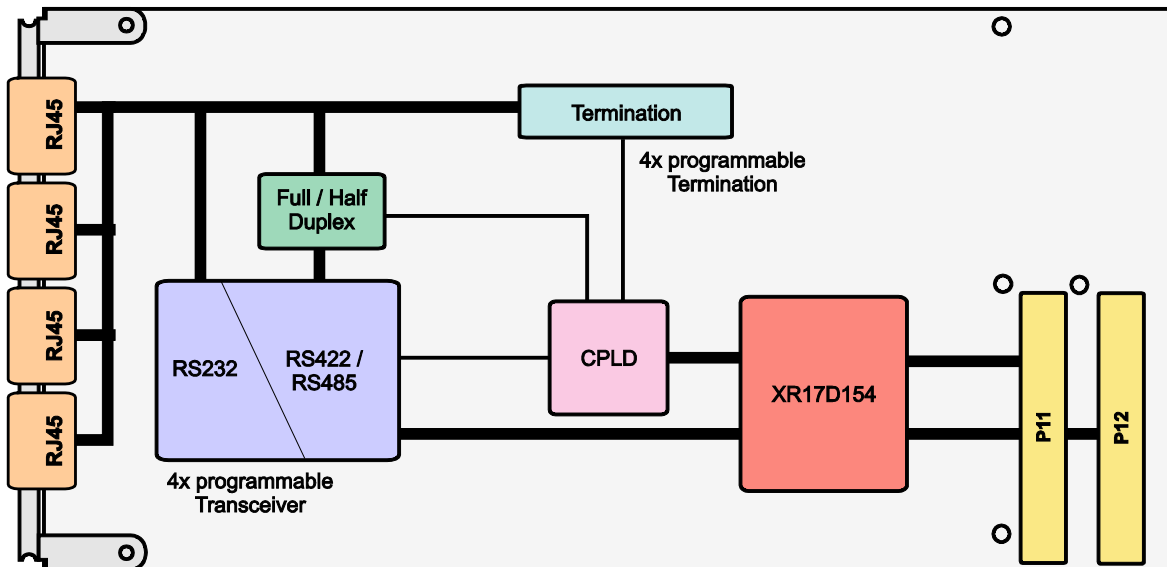 RJ45
RJ45
RJ45
RJ45
Termination
4x programmable
Termination
Full / Half
Duplex
RS232
RS422 /
RS485
4x programmable
Transceiver
CPLD
XR17D154
P11
P12